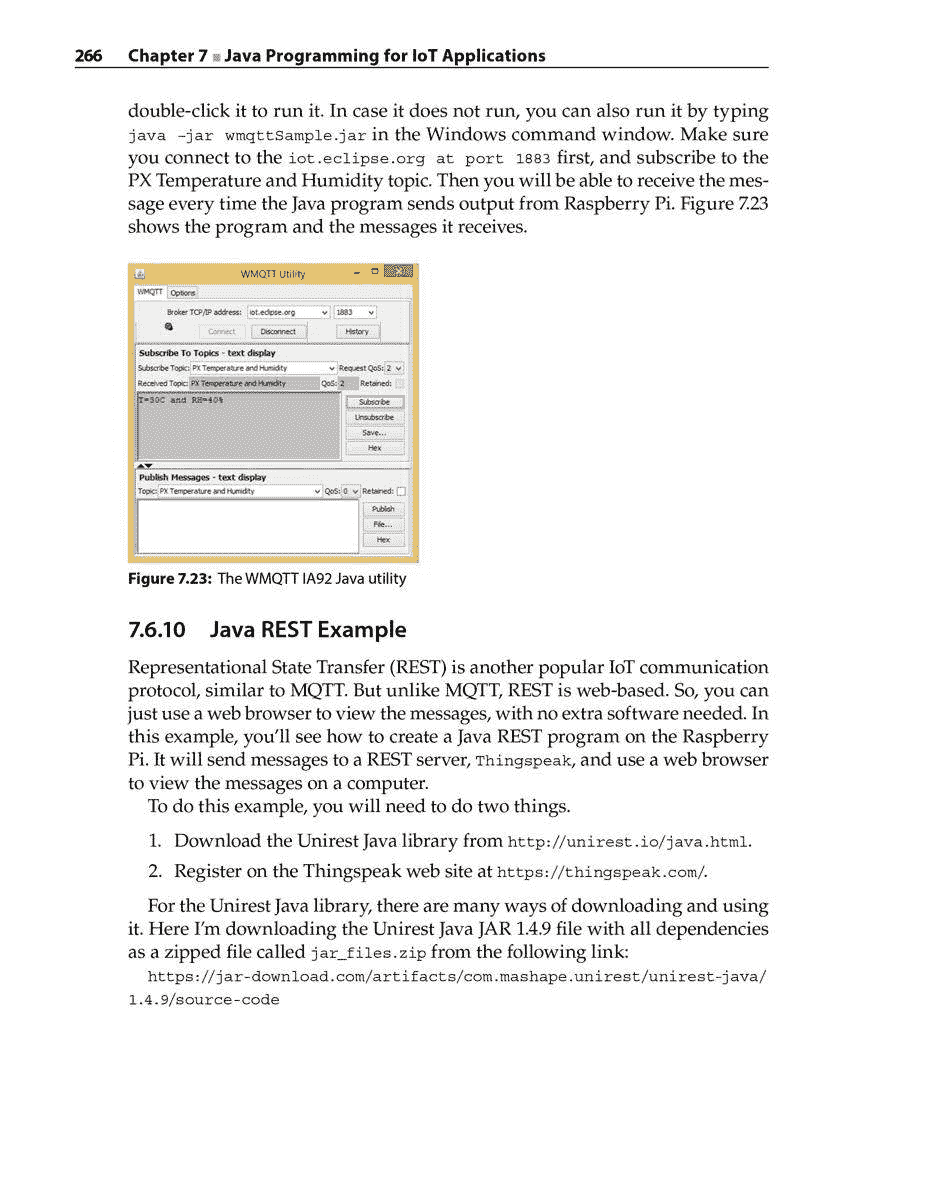 266 Chapter 7 ■ Java Programming for IoT Applications
double-click it to run it. In case it does not run, you can also run it by typing
java –jar wmqttSample.jar in the Windows command window. Make sure
you connect to the iot.eclipse.org at port 1883 first, and subscribe to the
PX Temperature and Humidity topic. Then you will be able to receive the mes-
sage every time the Java program sends output from Raspberry Pi. Figure 7.23
shows the program and the messages it receives.
WMQTT Utility
WMQTT Options
Broker TCP/IP address: iot.eclipse.org 1883
Connect Disconnect History
Subscribe To Topics - text display
Subscribe Topic: PX Temperature and Humidity Request QoS: 2
Received Topic: PX Temperature and Humidity QoS: 2 Retained:
T=30C and RH=40%
Subscribe
Unsubscribe
Save...
Hex
Publish Messages - text display
Topic: PX Temperature and Humidity QoS: 0 Retained:
Publish
File...
Hex
Figure 7.23: The WMQTT IA92 Java utility
7.6.10 Java REST Example
Representational State Transfer (REST) is another popular IoT communication
protocol, similar to MQTT. But unlike MQTT, REST is web-based. So, you can
just use a web browser to view the messages, with no extra software needed. In
this example, you'll see how to create a Java REST program on the Raspberry
Pi. It will send messages to a REST server, Thingspeak, and use a web browser
to view the messages on a computer.
To do this example, you will need to do two things.
1. Download the Unirest Java library from http://unirest.io/java.html.
2. Register on the Thingspeak web site at https://thingspeak.com/.
For the Unirest Java library, there are many ways of downloading and using
it. Here I'm downloading the Unirest Java JAR 1.4.9 file with all dependencies
as a zipped file called jar_files.zip from the following link:
https://jar-download.com/artifacts/com.mashape.unirest/unirest-java/
1.4.9/source-code